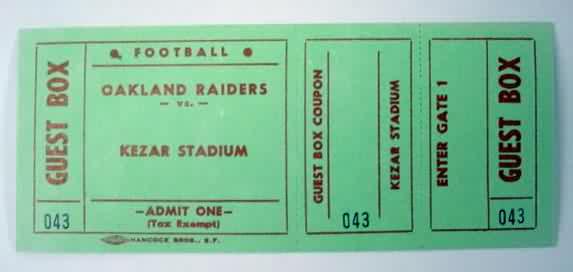 GUEST BOX
043
FOOTBALL
OAKLAND RAIDERS
— vs. —
KEZAR STADIUM
—ADMIT ONE—
(Tax Exempt)
HANCOCK BROS., S.F.
GUEST BOX COUPON
043
KEZAR STADIUM
ENTER GATE 1
GUEST BOX
043